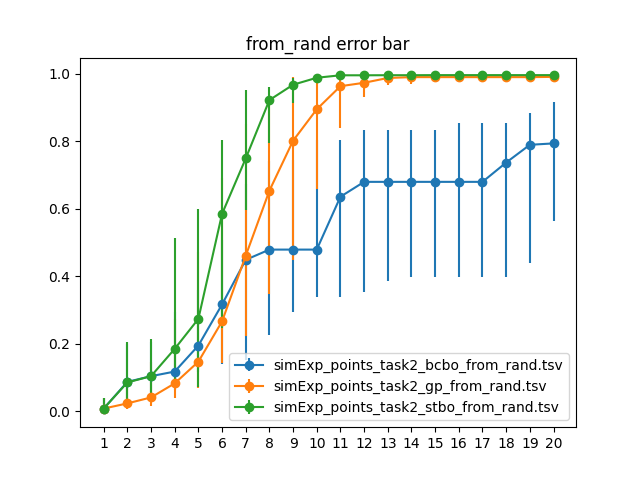 from_rand error bar
1.0
0.8
0.6
0.4
0.2
0.0
simExp_points_task2_bcbo_from_rand.tsv
simExp_points_task2_gp_from_rand.tsv
simExp_points_task2_stbo_from_rand.tsv
1 2 3 4 5 6 7 8 9 10 11 12 13 14 15 16 17 18 19 20